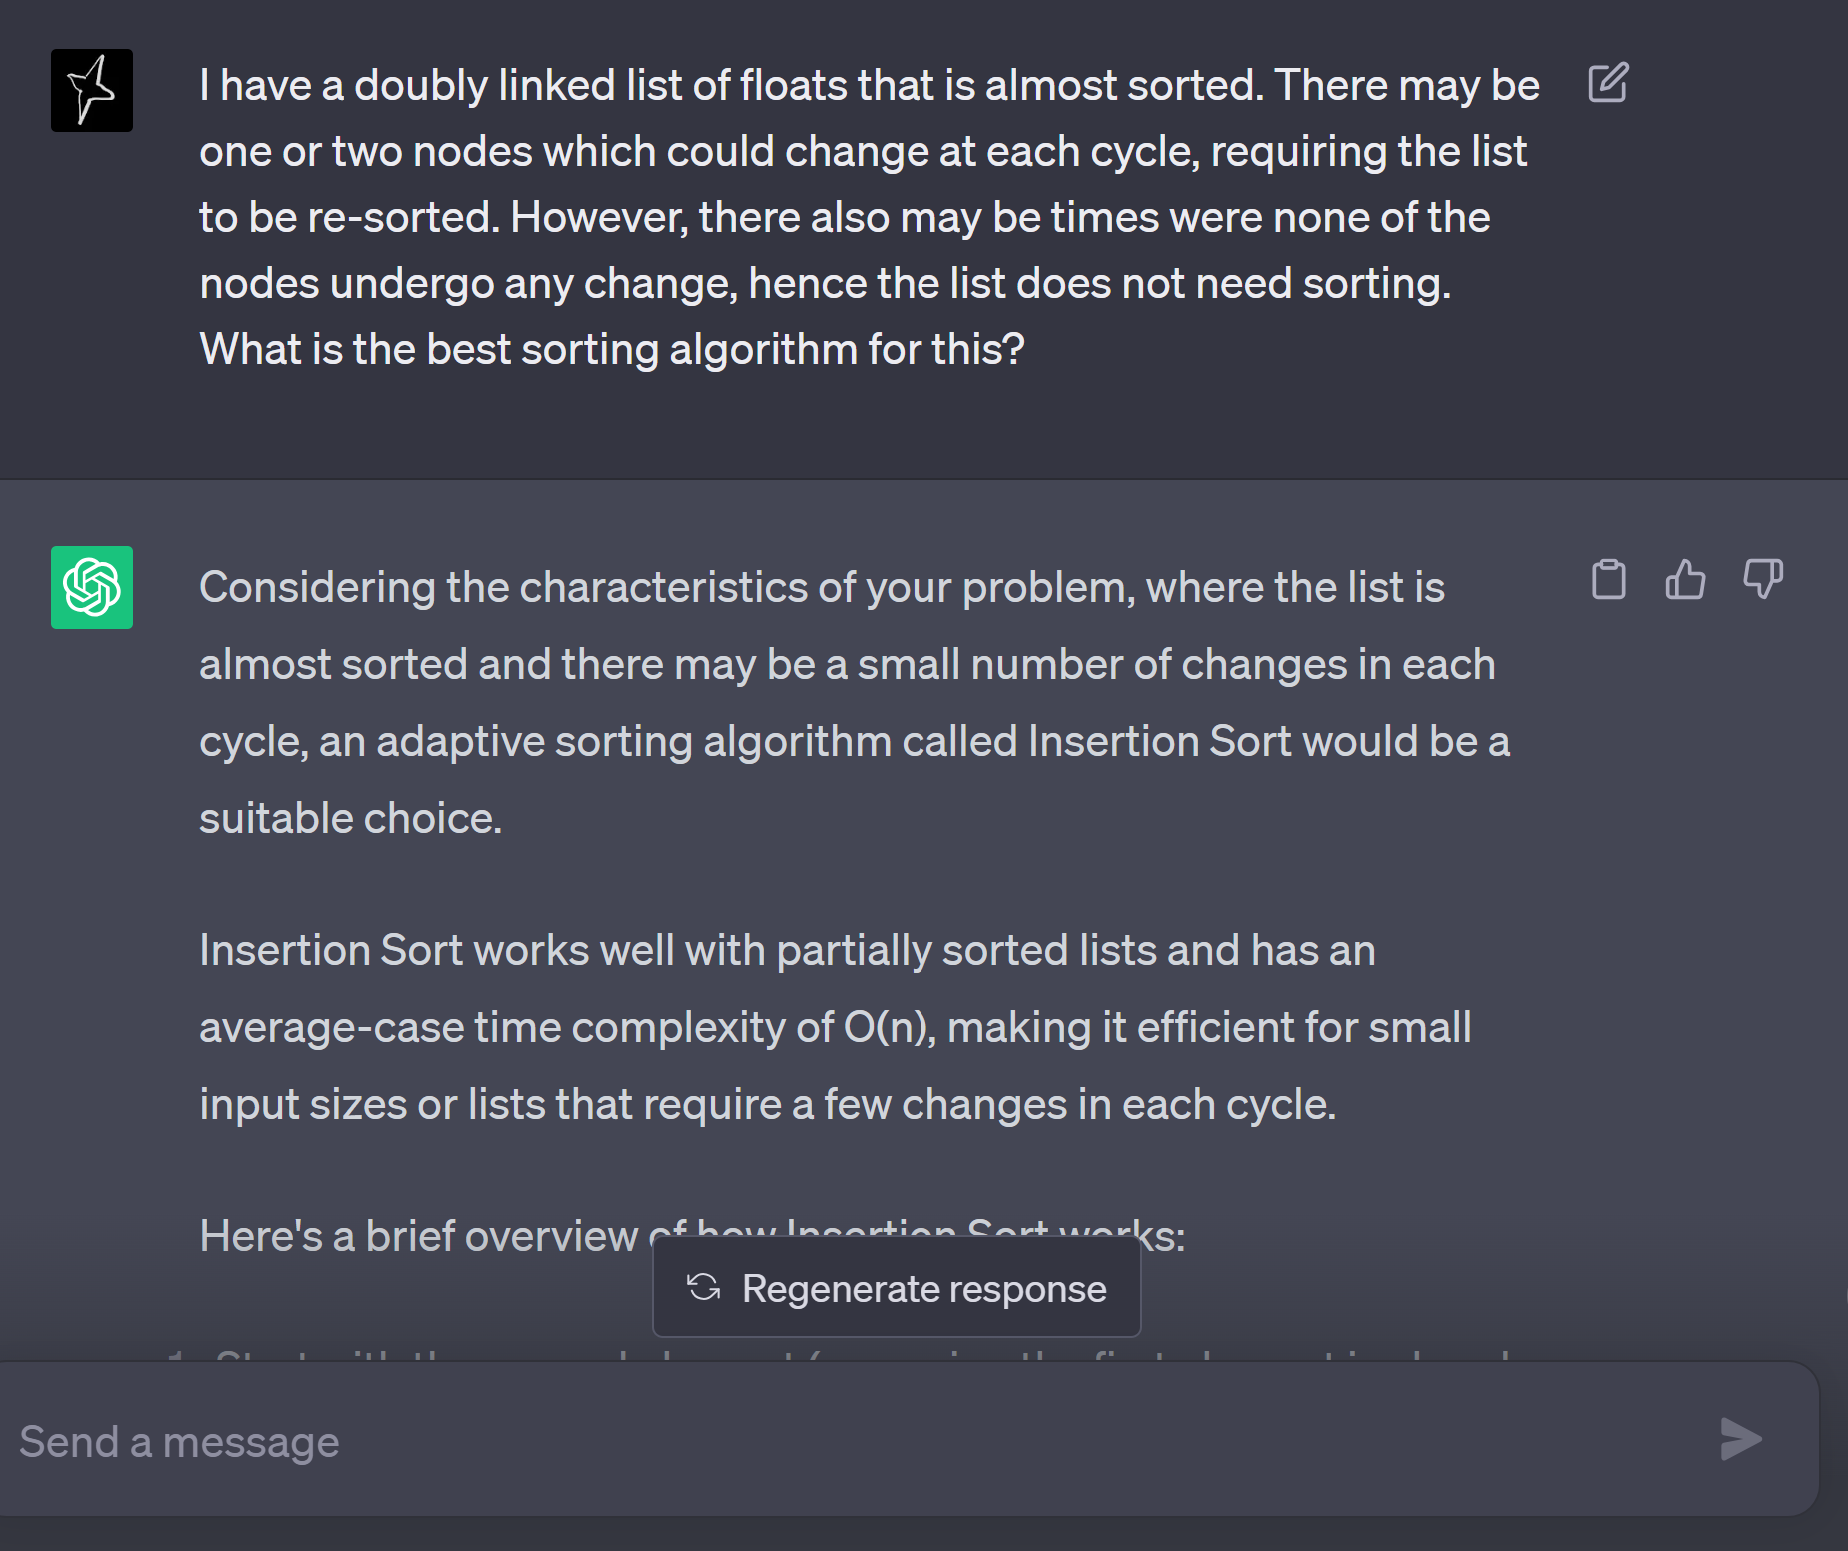 I have a doubly linked list of floats that is almost sorted. There may be
one or two nodes which could change at each cycle, requiring the list
to be re-sorted. However, there also may be times were none of the
nodes undergo any change, hence the list does not need sorting.
What is the best sorting algorithm for this?
Considering the characteristics of your problem, where the list is
almost sorted and there may be a small number of changes in each
cycle, an adaptive sorting algorithm called Insertion Sort would be a
suitable choice.
Insertion Sort works well with partially sorted lists and has an
average-case time complexity of O(n), making it efficient for small
input sizes or lists that require a few changes in each cycle.
Here's a brief overview of how Insertion Sort works:
Regenerate response
Send a message